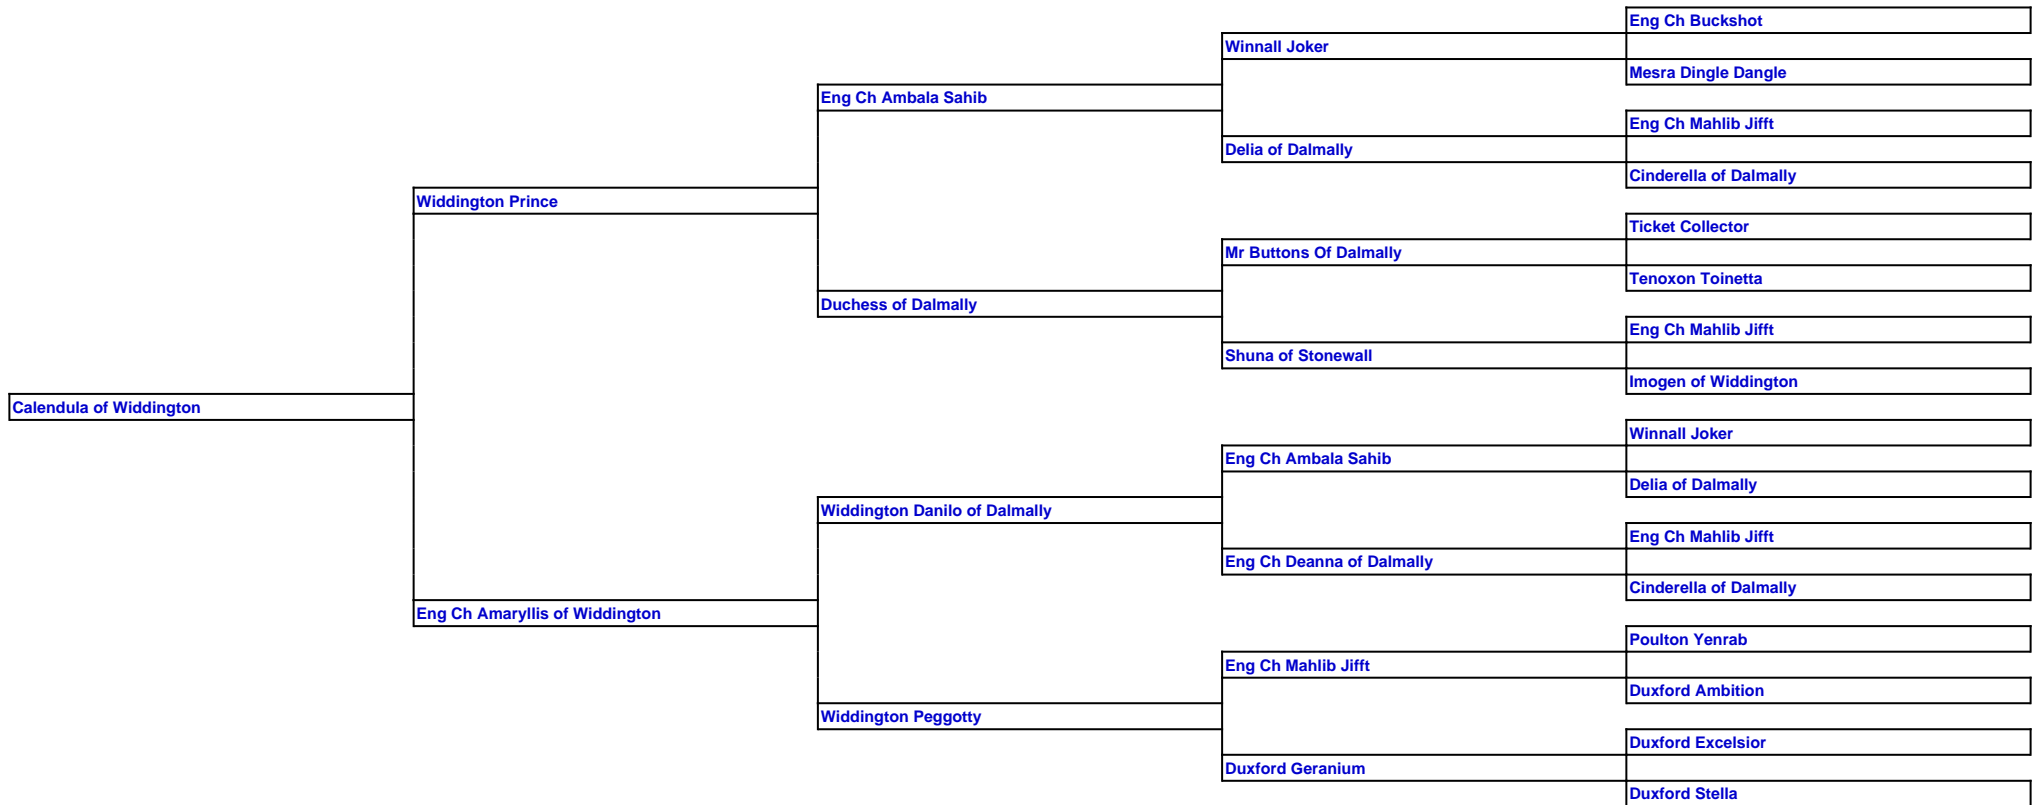 Eng Ch Buckshot
Winnall Joker
Mesra Dingle Dangle
Eng Ch Ambala Sahib
Eng Ch Mahlib Jifft
Delia of Dalmally
Cinderella of Dalmally
Widdington Prince
Ticket Collector
Mr Buttons Of Dalmally
Tenoxon Toinetta
Duchess of Dalmally
Eng Ch Mahlib Jifft
Shuna of Stonewall
Imogen of Widdington
Calendula of Widdington
Winnall Joker
Eng Ch Ambala Sahib
Delia of Dalmally
Widdington Danilo of Dalmally
Eng Ch Mahlib Jifft
Eng Ch Deanna of Dalmally
Cinderella of Dalmally
Eng Ch Amaryllis of Widdington
Poulton Yenrab
Eng Ch Mahlib Jifft
Duxford Ambition
Widdington Peggotty
Duxford Excelsior
Duxford Geranium
Duxford Stella